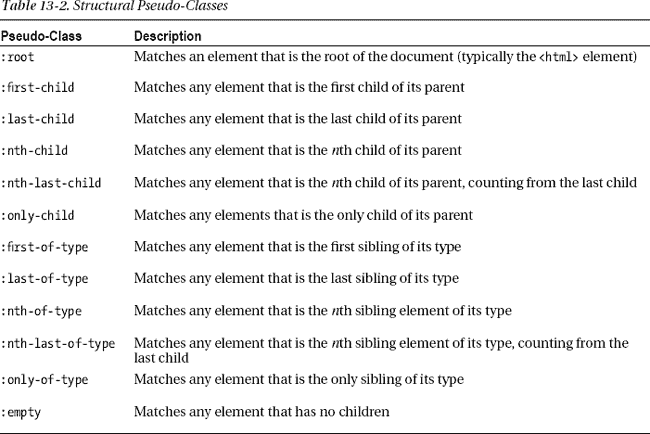 Table 13-2. Structural Pseudo-Classes
Pseudo-Class Description
:root Matches an element that is the root of the document (typically the <html> element)
:first-child Matches any element that is the first child of its parent
:last-child Matches any element that is the last child of its parent
:nth-child Matches any element that is the nth child of its parent
:nth-last-child Matches any element that is the nth child of its parent, counting from the last child
:only-child Matches any elements that is the only child of its parent
:first-of-type Matches any element that is the first sibling of its type
:last-of-type Matches any element that is the last sibling of its type
:nth-of-type Matches any element that is the nth sibling element of its type
:nth-last-of-type Matches any element that is the nth sibling element of its type, counting from the
last child
:only-of-type Matches any element that is the only sibling of its type
:empty Matches any element that has no children